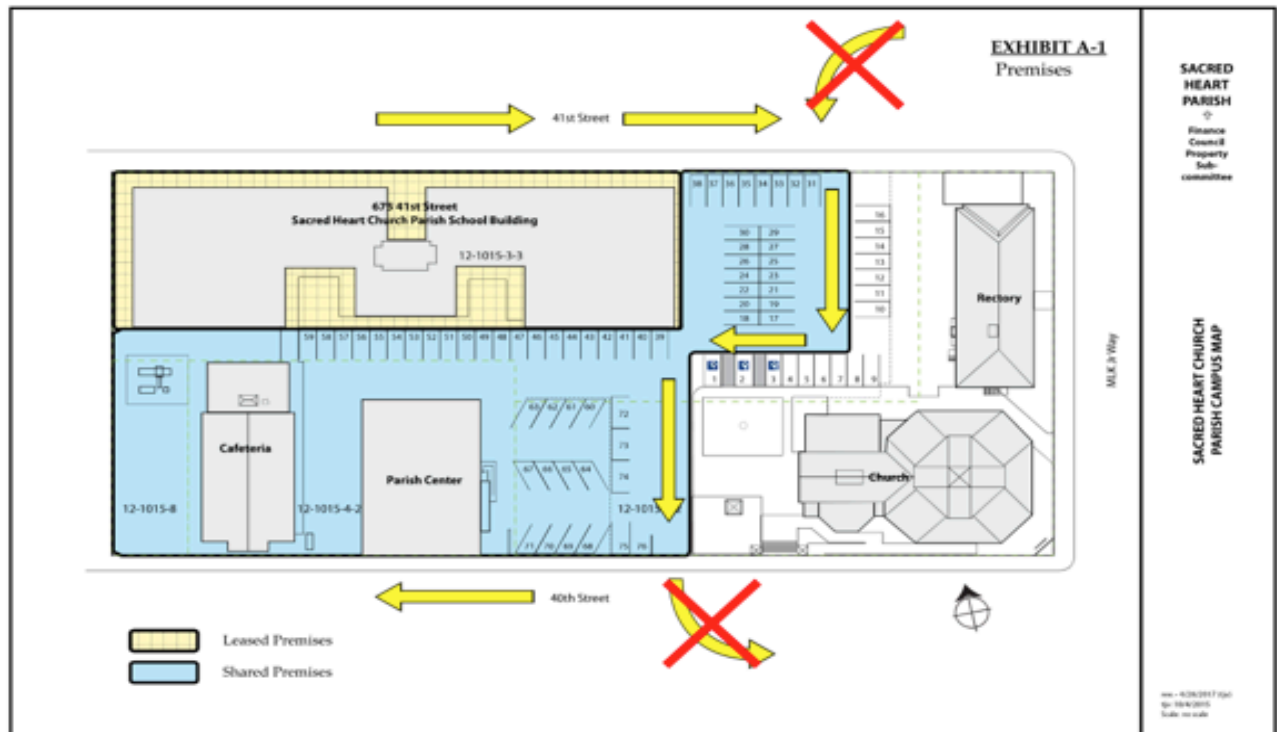 EXHIBIT A-1
Premises
41st Street
675 41st Street
Sacred Heart Church Parish School Building
12-1015-3-3
38 37 36 35 34 33 32 31
30 29
28 27
26 25
24 23
22 21
20 19
18 17
16
15
14
13
12
11
10
Rectory
59 58 57 56 55 54 53 52 51 50 49 48 47 46 45 44 43 42 41 40 39
1 2 3 4 5 6 7 8 9
63 62 61 60
72
73
74
67 66 65 64
71 70 69 68
75 76
Cafeteria
Parish Center
Church
12-1015-8
12-1015-4-2
40th Street
MLK Jr Way
Leased Premises
Shared Premises
SACRED
HEART
PARISH
Finance
Council
Property
Sub-
committee
SACRED HEART CHURCH
PARISH CAMPUS MAP
Scale: no scale